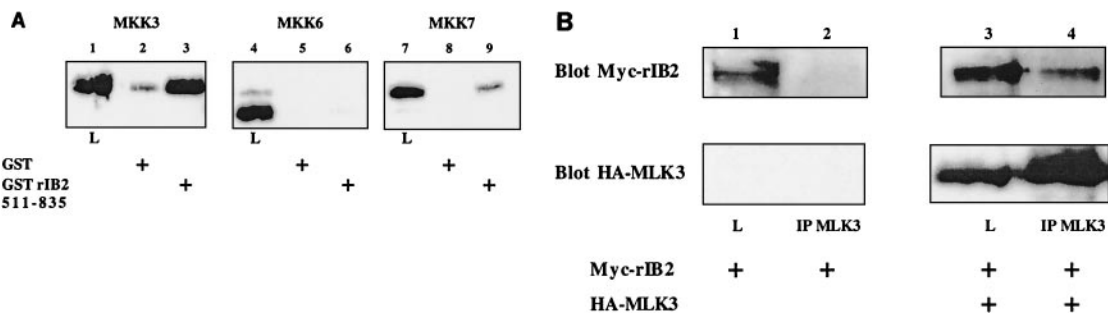 A
MKK3 MKK6 MKK7
1 2 3 4 5 6 7 8 9
L L L
GST + + +
GST rIB2 + + +
511-835
B
1 2 3 4
Blot Myc-rIB2
Blot HA-MLK3
L IP MLK3 L IP MLK3
Myc-rIB2 + + + +
HA-MLK3 + +